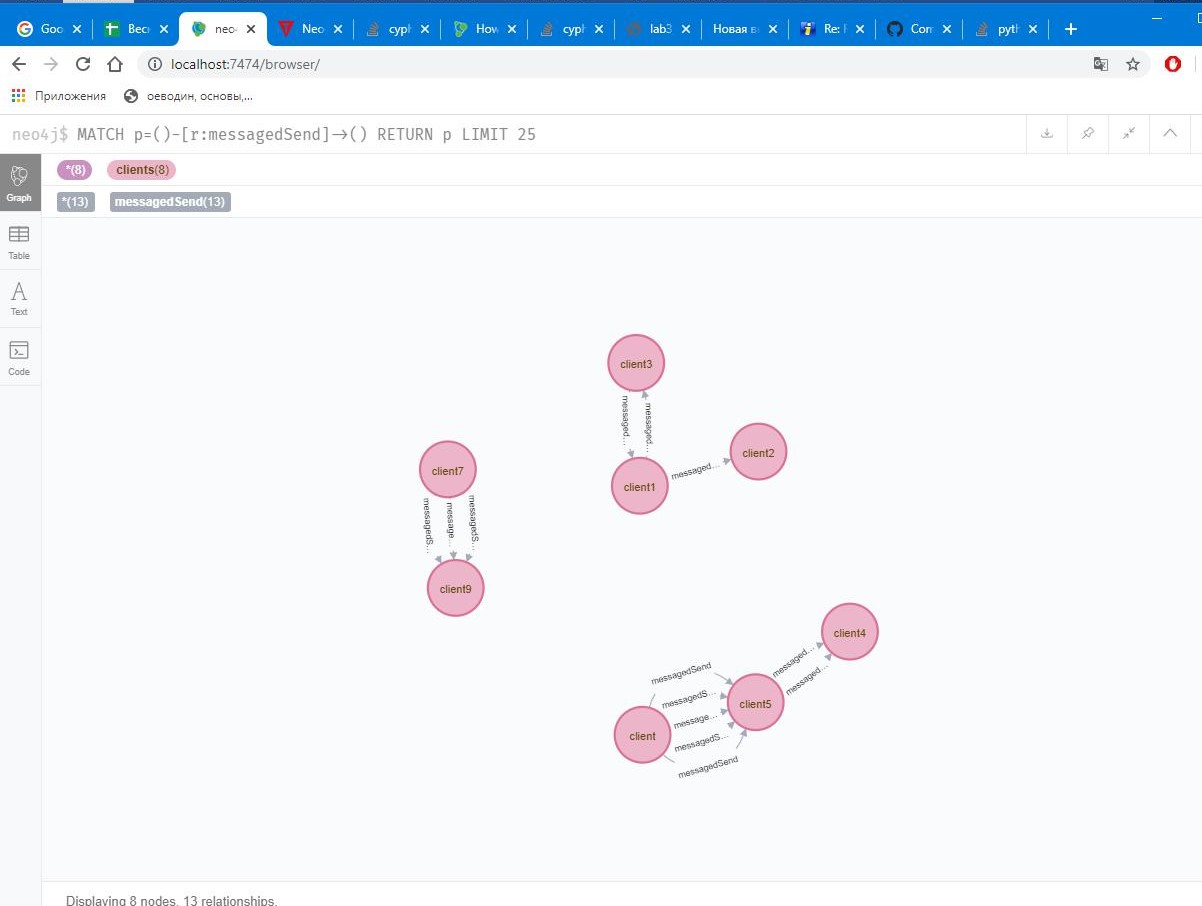 Goo Бесн neo4 Neo cyph How cyph lab3 Новая в Re: Com pyth
localhost:7474/browser/
Приложения оеводин, основы,...
neo4j$ MATCH p=()-[r:messagedSend]->() RETURN p LIMIT 25
*(8) clients(8)
*(13) messagedSend(13)
Graph
Table
Text
Code
client3
messaged...
messaged...
client2
messaged...
client1
client7
messagedS...
message...
messagedS...
client9
client4
messaged...
messaged...
messagedSend
messagedS...
message...
messagedS...
messagedSend
client5
client
Displaying 8 nodes, 13 relationships.